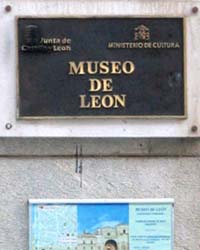 Junta de
Castilla y León
MINISTERIO DE CULTURA
MUSEO
DE
LEON
MUSEO DE LEÓN